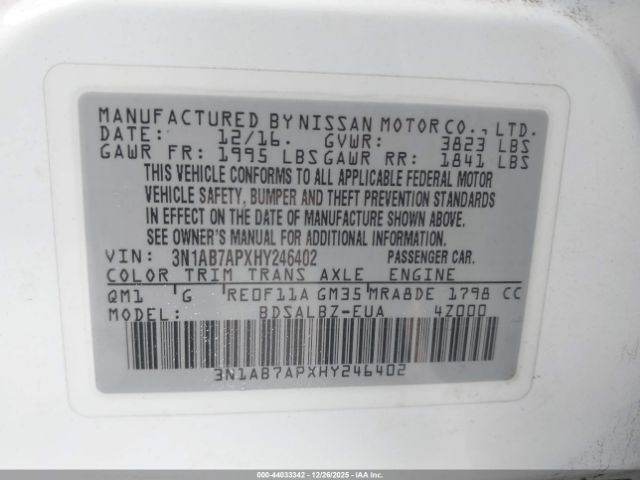 MANUFACTURED BY NISSAN MOTOR CO., LTD.
DATE: 12/16. GVWR: 3823 LBS
GAWR FR: 1995 LBS GAWR RR: 1841 LBS
THIS VEHICLE CONFORMS TO ALL APPLICABLE FEDERAL MOTOR
VEHICLE SAFETY, BUMPER AND THEFT PREVENTION STANDARDS
IN EFFECT ON THE DATE OF MANUFACTURE SHOWN ABOVE.
SEE OWNER'S MANUAL FOR ADDITIONAL INFORMATION.
VIN: 3N1AB7APXHY246402 PASSENGER CAR.
COLOR TRIM TRANS AXLE ENGINE
QM1 G RE0F11A GM35 MRA8DE 1798 CC
MODEL: BDSALBZ-EUA 4Z000
3N1AB7APXHY246402
000-44033342 - 12/26/2025 - IAA, Inc.